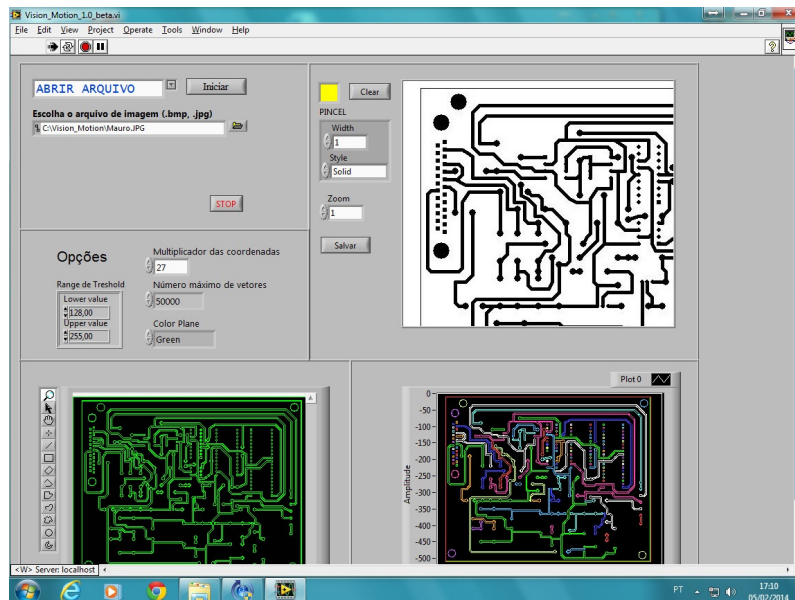 Vision_Motion_1.0_beta.vi
File Edit View Project Operate Tools Window Help
ABRIR ARQUIVO
Iniciar
Escolha o arquivo de imagem (.bmp, .jpg)
C:\Vision_Motion\Mauro.JPG
STOP
Clear
PINCEL
Width
1
Style
Solid
Zoom
1
Salvar
Opções
Multiplicador das coordenadas
27
Range de Treshold
Lower value
128,00
Upper value
255,00
Número máximo de vetores
50000
Color Plane
Green
Plot 0
Amplitude
0
-50
-100
-150
-200
-250
-300
-350
-400
-450
-500
<W> Server: localhost
PT
17:10
05/02/2014